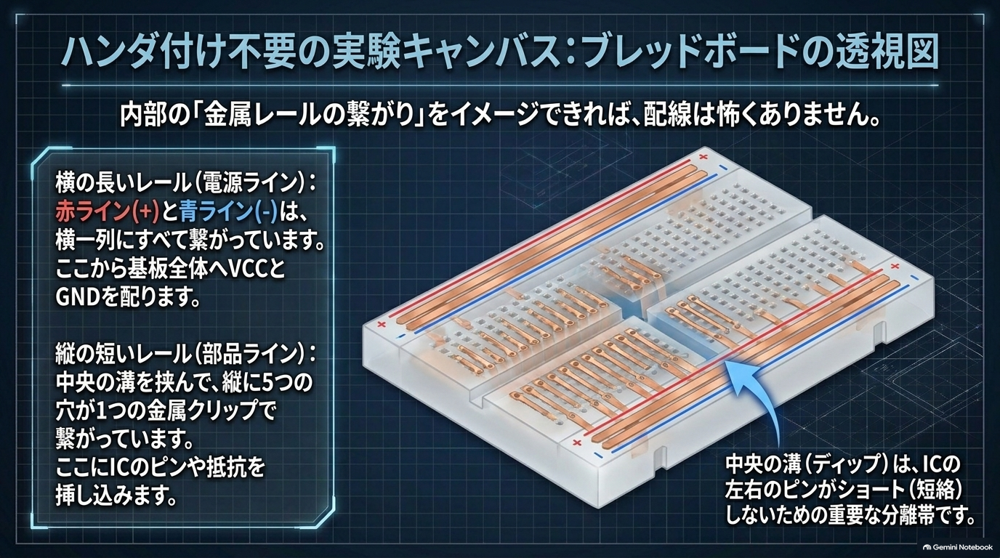 ハンダ付け不要の実験キャンバス：ブレッドボードの透視図
内部の「金属レールの繋がり」をイメージできれば、配線は怖くありません。
横の長いレール（電源ライン）：
赤ライン(+)と青ライン(-)は、
横一列にすべて繋がっています。
ここから基板全体へVCCと
GNDを配ります。
縦の短いレール（部品ライン）：
中央の溝を挟んで、縦に5つの
穴が1つの金属クリップで
繋がっています。
ここにICのピンや抵抗を
挿し込みます。
+
-
+
-
+
-
+
-
中央の溝（ディップ）は、ICの
左右のピンがショート（短絡）
しないための重要な分離帯です。
Gemini Notebook